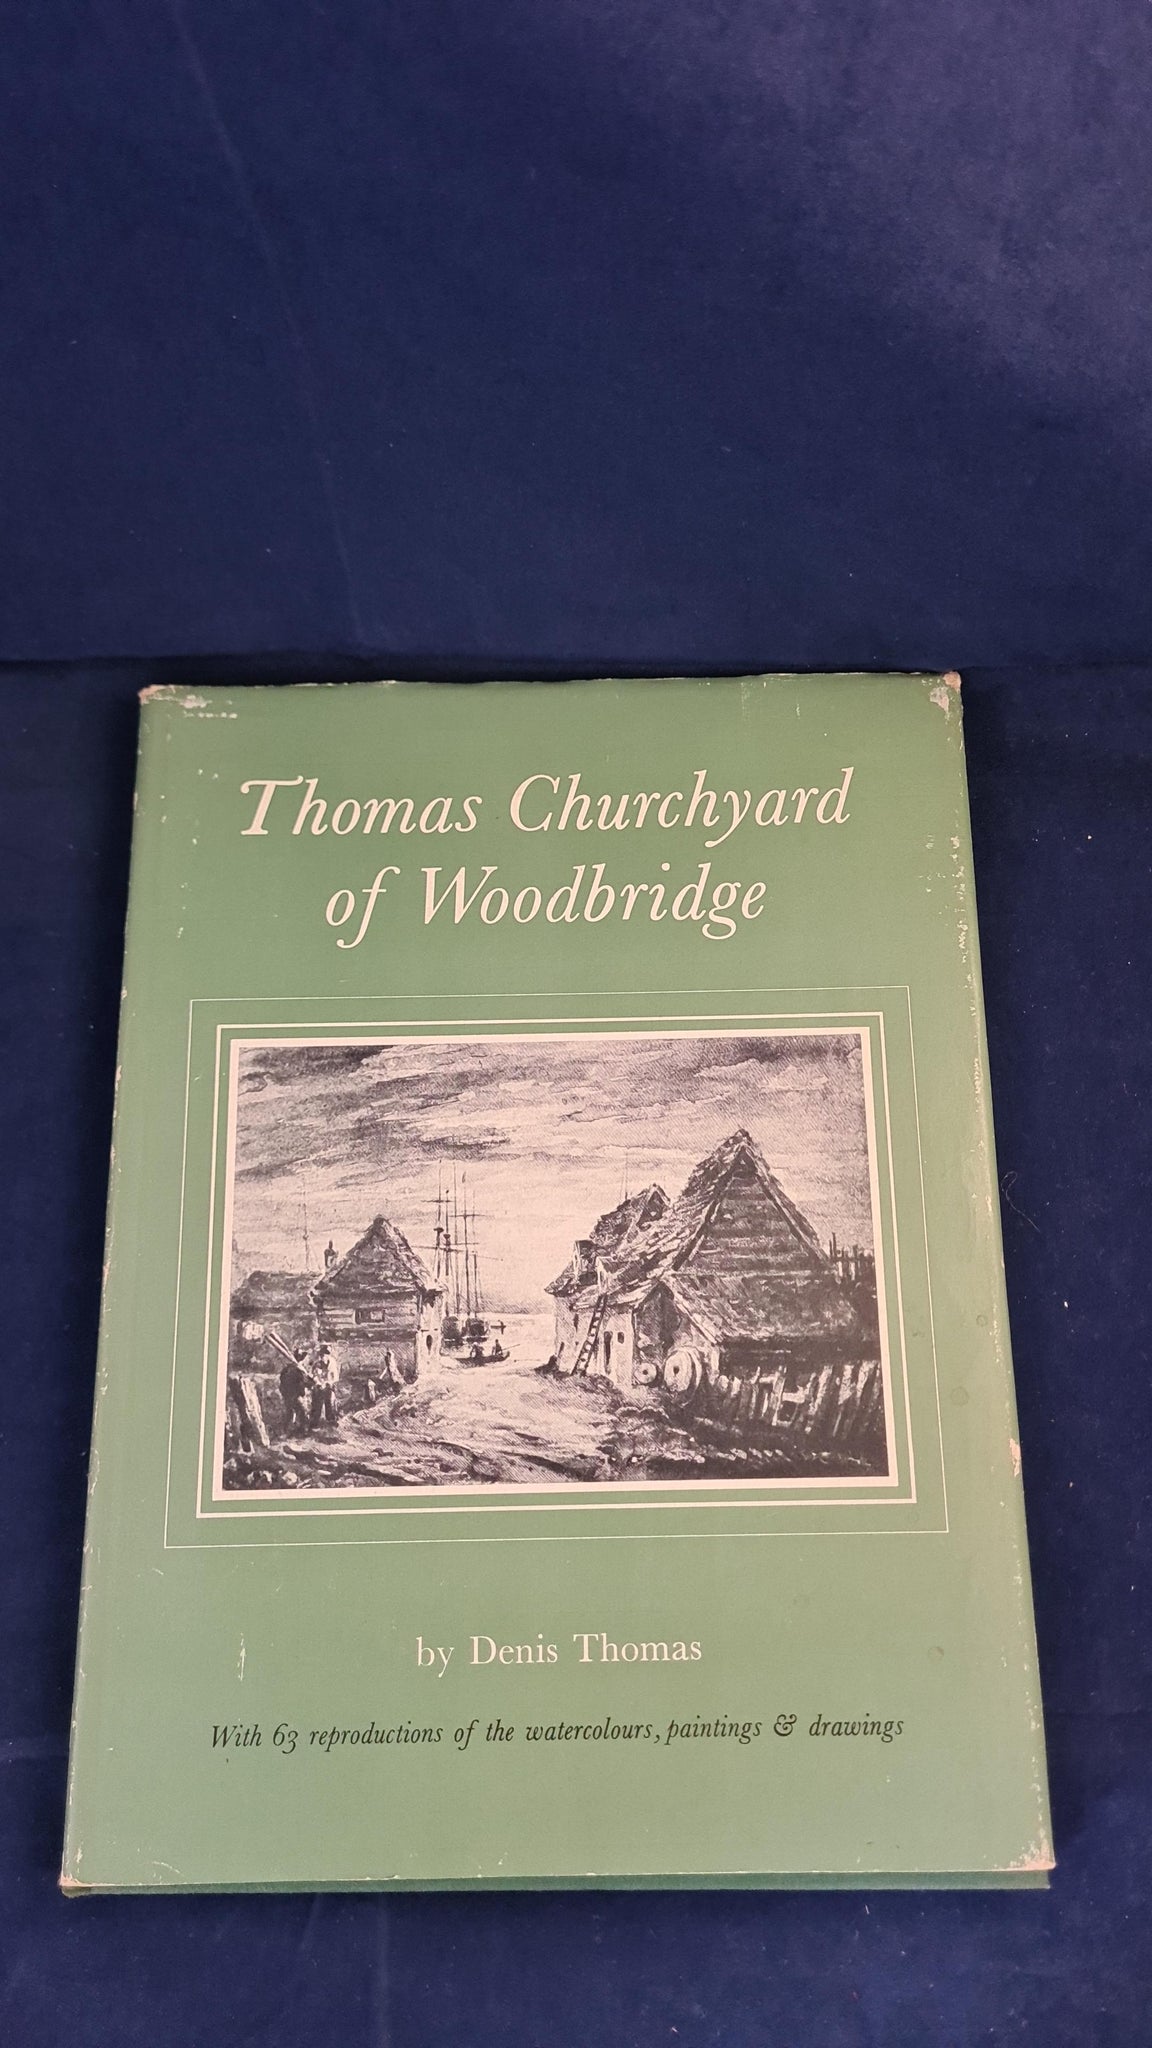 Thomas Churchyard
of Woodbridge
by Denis Thomas
With 63 reproductions of the watercolours, paintings & drawings